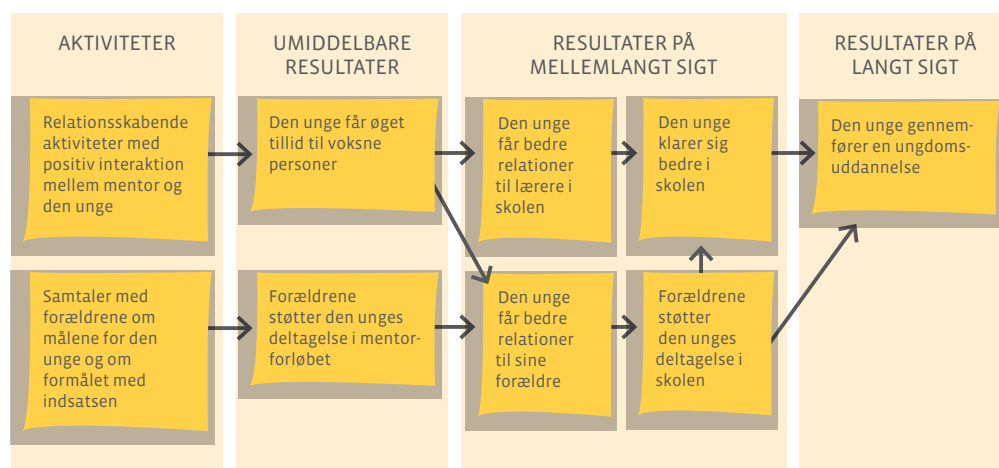 AKTIVITETER
UMIDDELBARE
RESULTATER
RESULTATER PÅ
MELLEMLANGT SIGT
RESULTATER PÅ
LANGT SIGT
Relationsskabende
aktiviteter med
positiv interaktion
mellem mentor og
den unge
Den unge får øget
tillid til voksne
personer
Den unge
får bedre
relationer
til lærere i
skolen
Den unge
klarer sig
bedre i
skolen
Den unge gennem-
fører en ungdoms-
uddannelse
Samtaler med
forældrene om
målene for den
unge og om
formålet med
indsatsen
Forældrene
støtter den unges
deltagelse i mentor-
forløbet
Den unge
får bedre
relationer
til sine
forældre
Forældrene
støtter
den unges
deltagelse i
skolen